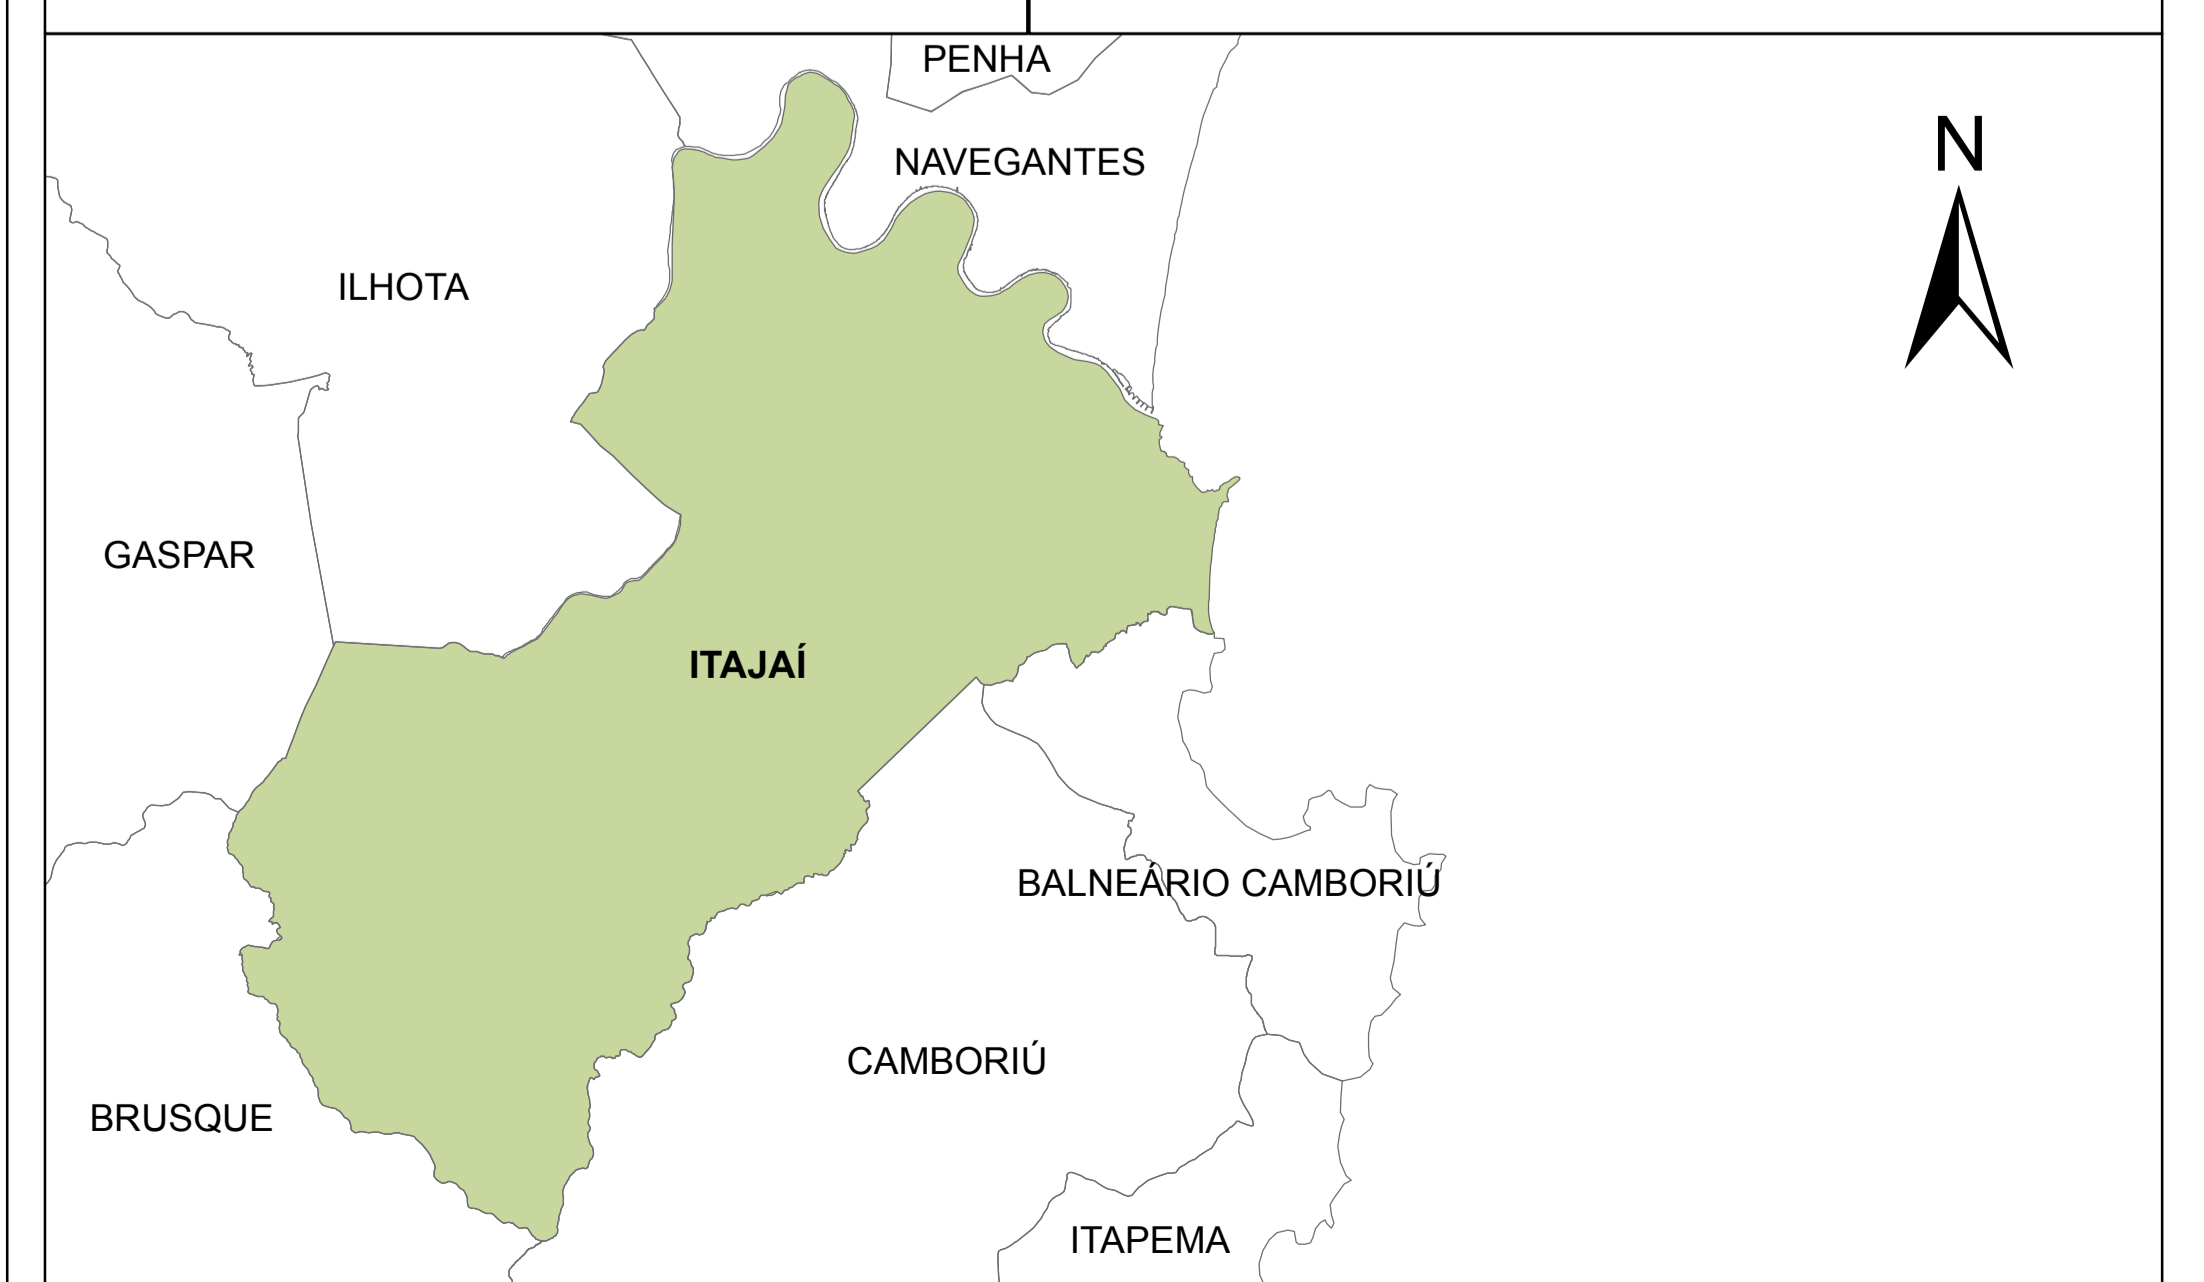 PENHA
N
NAVEGANTES
ILHOTA
GASPAR
ITAJAÍ
BALNEÁRIO CAMBORIÚ
CAMBORIÚ
BRUSQUE
ITAPEMA